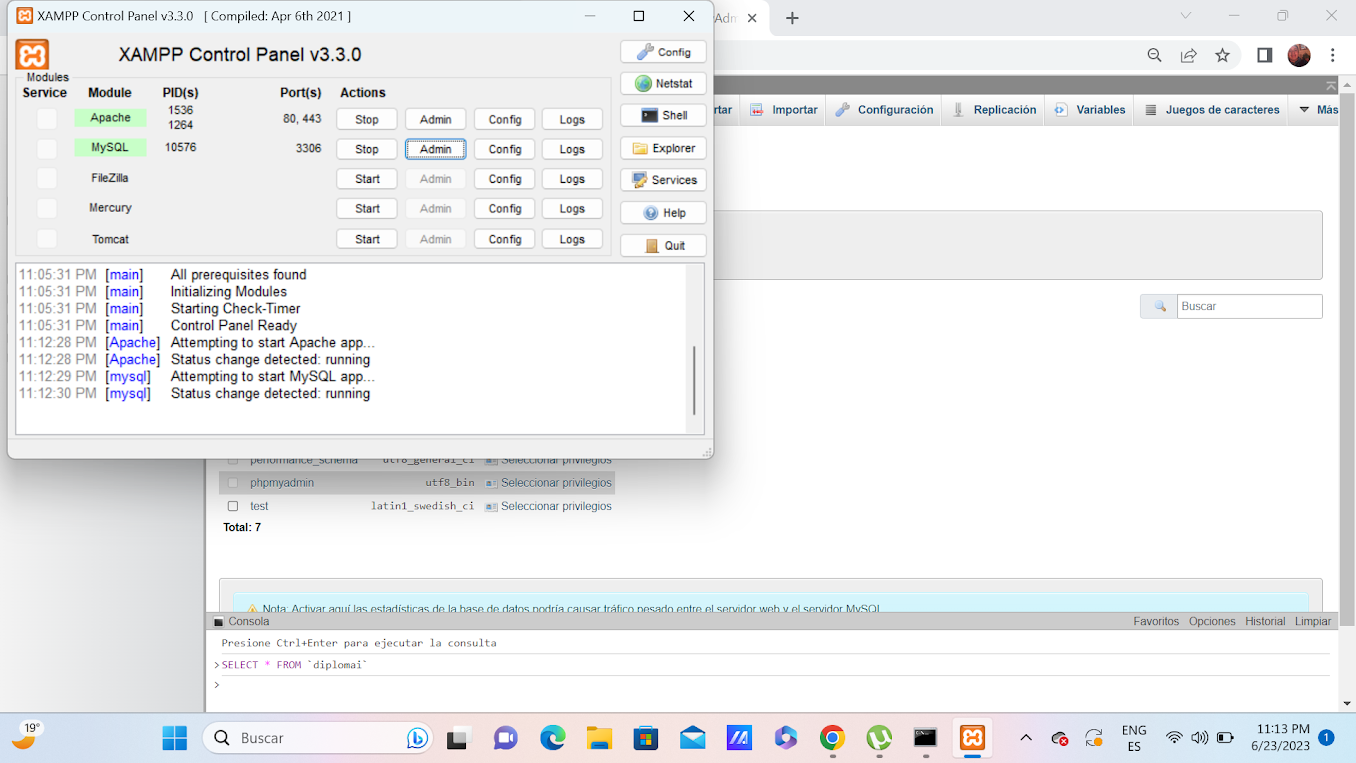 XAMPP Control Panel v3.3.0 [ Compiled: Apr 6th 2021 ]
XAMPP Control Panel v3.3.0
Config
Netstat
Shell
Explorer
Services
Help
Quit
Modules
Service Module PID(s) Port(s) Actions
Apache 1536 80, 443 Stop Admin Config Logs
1264
MySQL 10576 3306 Stop Admin Config Logs
FileZilla Start Admin Config Logs
Mercury Start Admin Config Logs
Tomcat Start Admin Config Logs
11:05:31 PM [main] All prerequisites found
11:05:31 PM [main] Initializing Modules
11:05:31 PM [main] Starting Check-Timer
11:05:31 PM [main] Control Panel Ready
11:12:28 PM [Apache] Attempting to start Apache app...
11:12:28 PM [Apache] Status change detected: running
11:12:29 PM [mysql] Attempting to start MySQL app...
11:12:30 PM [mysql] Status change detected: running
Importar Configuración Replicación Variables Juegos de caracteres Más
Buscar
performance_schema utf8_general_ci Seleccionar privilegios
phpmyadmin utf8_bin Seleccionar privilegios
test latin1_swedish_ci Seleccionar privilegios
Total: 7
Nota: Activar aquí las estadísticas de la base de datos podría causar tráfico pesado entre el servidor web y el servidor MySQL
Consola Favoritos Opciones Historial Limpiar
Presione Ctrl+Enter para ejecutar la consulta
>SELECT * FROM `diplomai`
>
19°
Buscar
ENG
ES
11:13 PM
6/23/2023
1